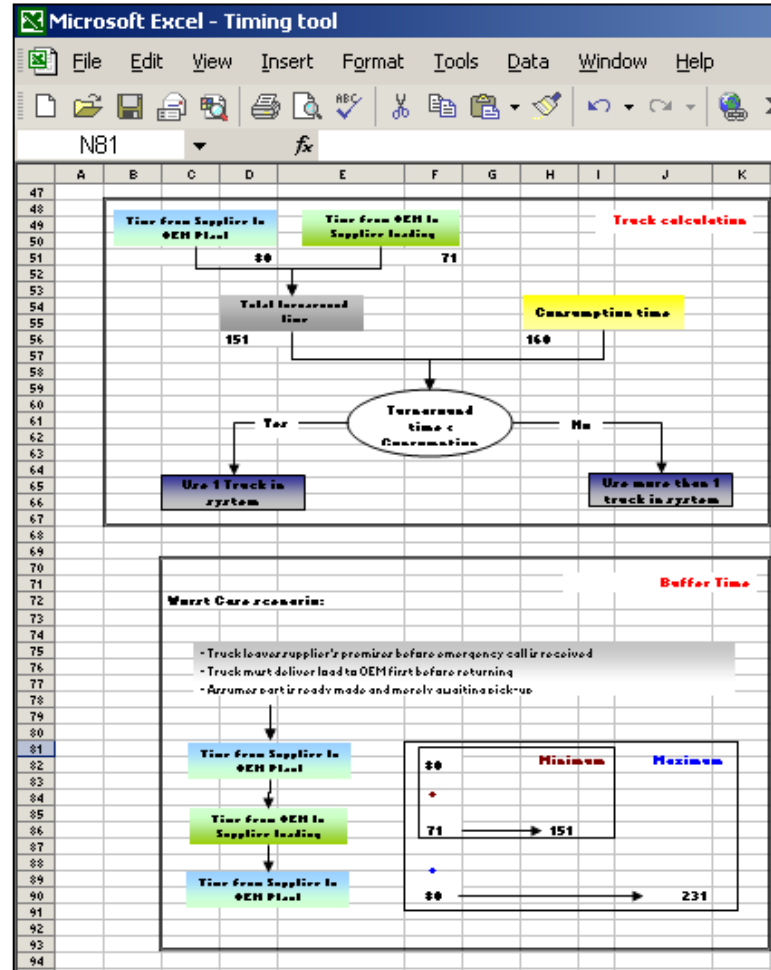 Microsoft Excel - Timing tool
File Edit View Insert Format Tools Data Window Help
ABC
N81 fx
A B C D E F G H I J K
47
48
49
50
51
52
53
54
55
56
57
58
59
60
61
62
63
64
65
66
67
68
69
70
71
72
73
74
75
76
77
78
79
80
81
82
83
84
85
86
87
88
89
90
91
92
93
94
Truck calculation
Time from Supplier to
OEM Plant
80
Time from OEM to
Supplier loading
71
Total turnaround
time
151
Consumption time
160
Turnaround
time <
Consumption
Yes
No
Use 1 Truck in
system
Use more than 1
truck in system
Buffer Time
Worst Case scenario:
- Truck leaves supplier's premises before emergency call is received
- Truck must deliver load to OEM first before returning
- Assumes part is ready made and merely awaiting pick-up
Time from Supplier to
OEM Plant
Time from OEM to
Supplier loading
Time from Supplier to
OEM Plant
Minimum Maximum
80
+
71 151
+
80 231